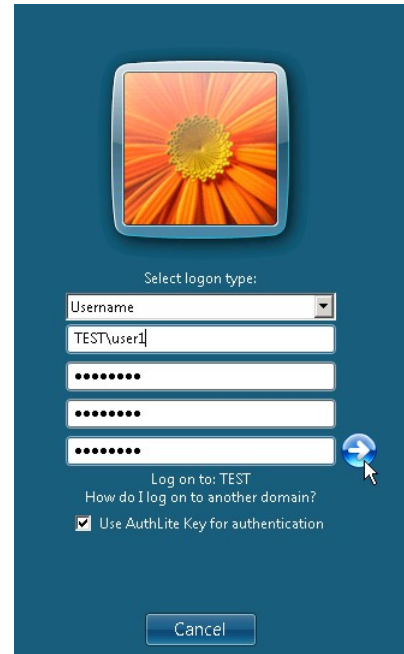 Select logon type:
Username
TEST\user1
••••••••
••••••••
••••••••
Log on to: TEST
How do I log on to another domain?
Use AuthLite Key for authentication
Cancel